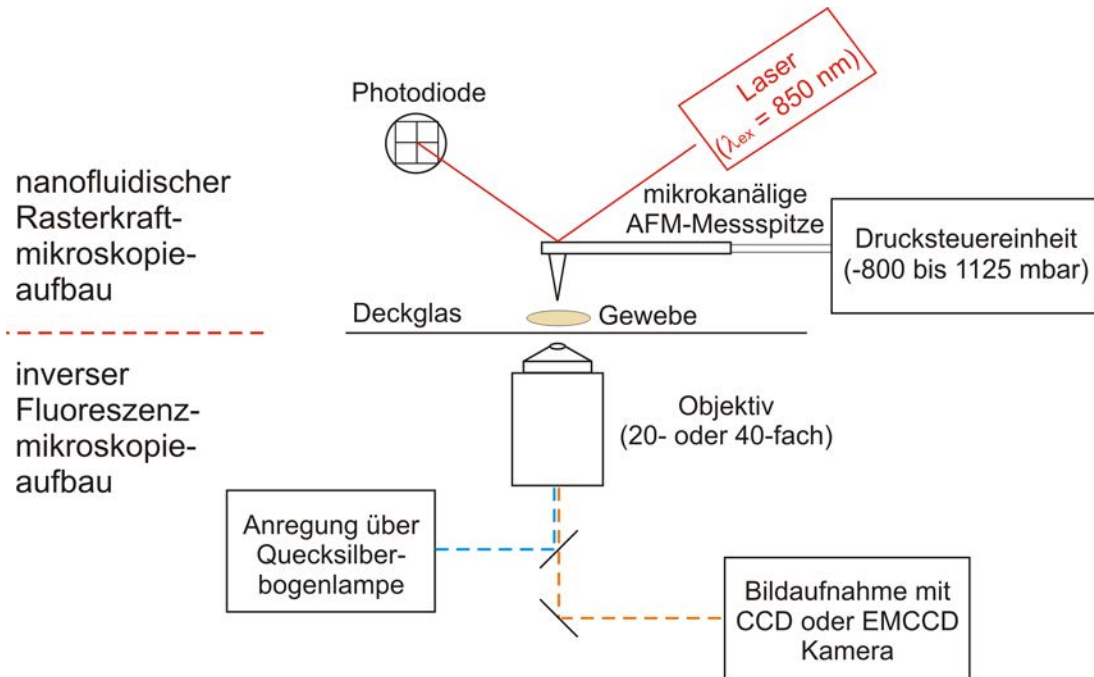 Photodiode
Laser
(λex = 850 nm)
nanofluidischer
Rasterkraft-
mikroskopie-
aufbau
mikrokanälige
AFM-Messspitze
Drucksteuereinheit
(-800 bis 1125 mbar)
Deckglas
Gewebe
inverser
Fluoreszenz-
mikroskopie-
aufbau
Objektiv
(20- oder 40-fach)
Anregung über
Quecksilber-
bogenlampe
Bildaufnahme mit
CCD oder EMCCD
Kamera